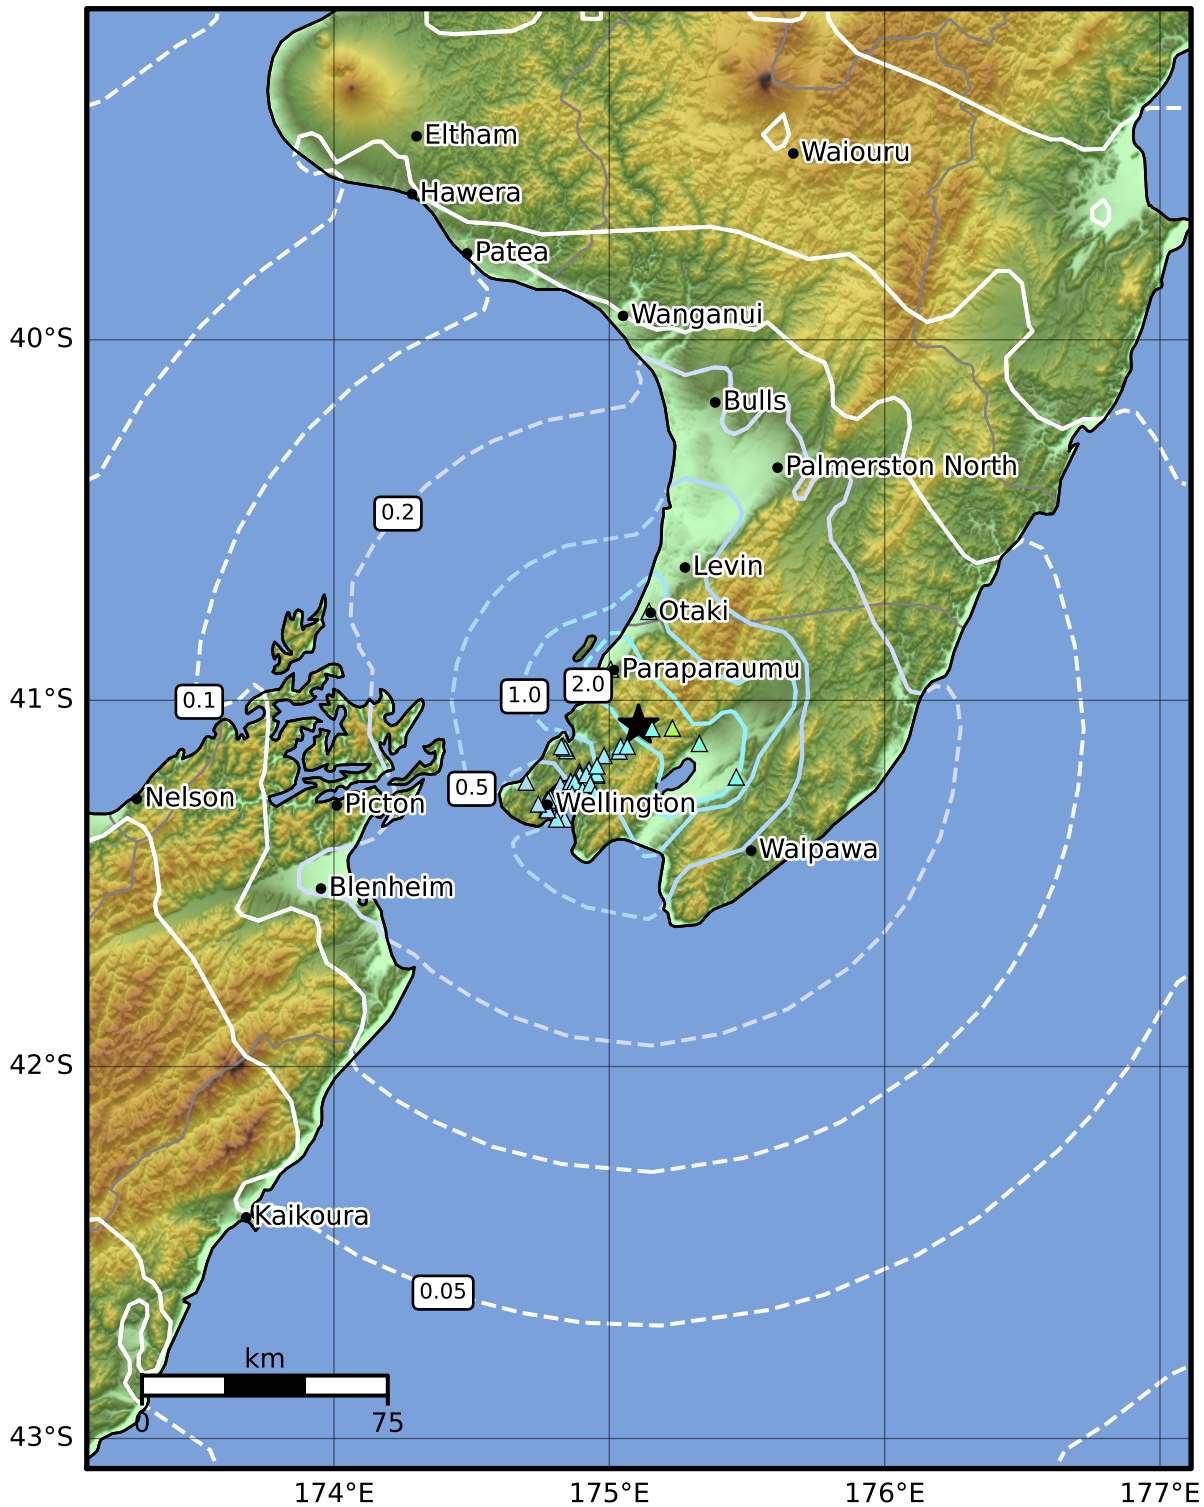 Eltham
Waiouru
Hawera
Patea
Wanganui
40°S
Bulls
Palmerston North
0.2
Levin
Otaki
Paraparaumu
2.0
1.0
0.1
41°S
0.5
Nelson
Picton
Wellington
Waipawa
Blenheim
42°S
Kaikoura
0.05
km
0
75
43°S
174°E
175°E
176°E
177°E